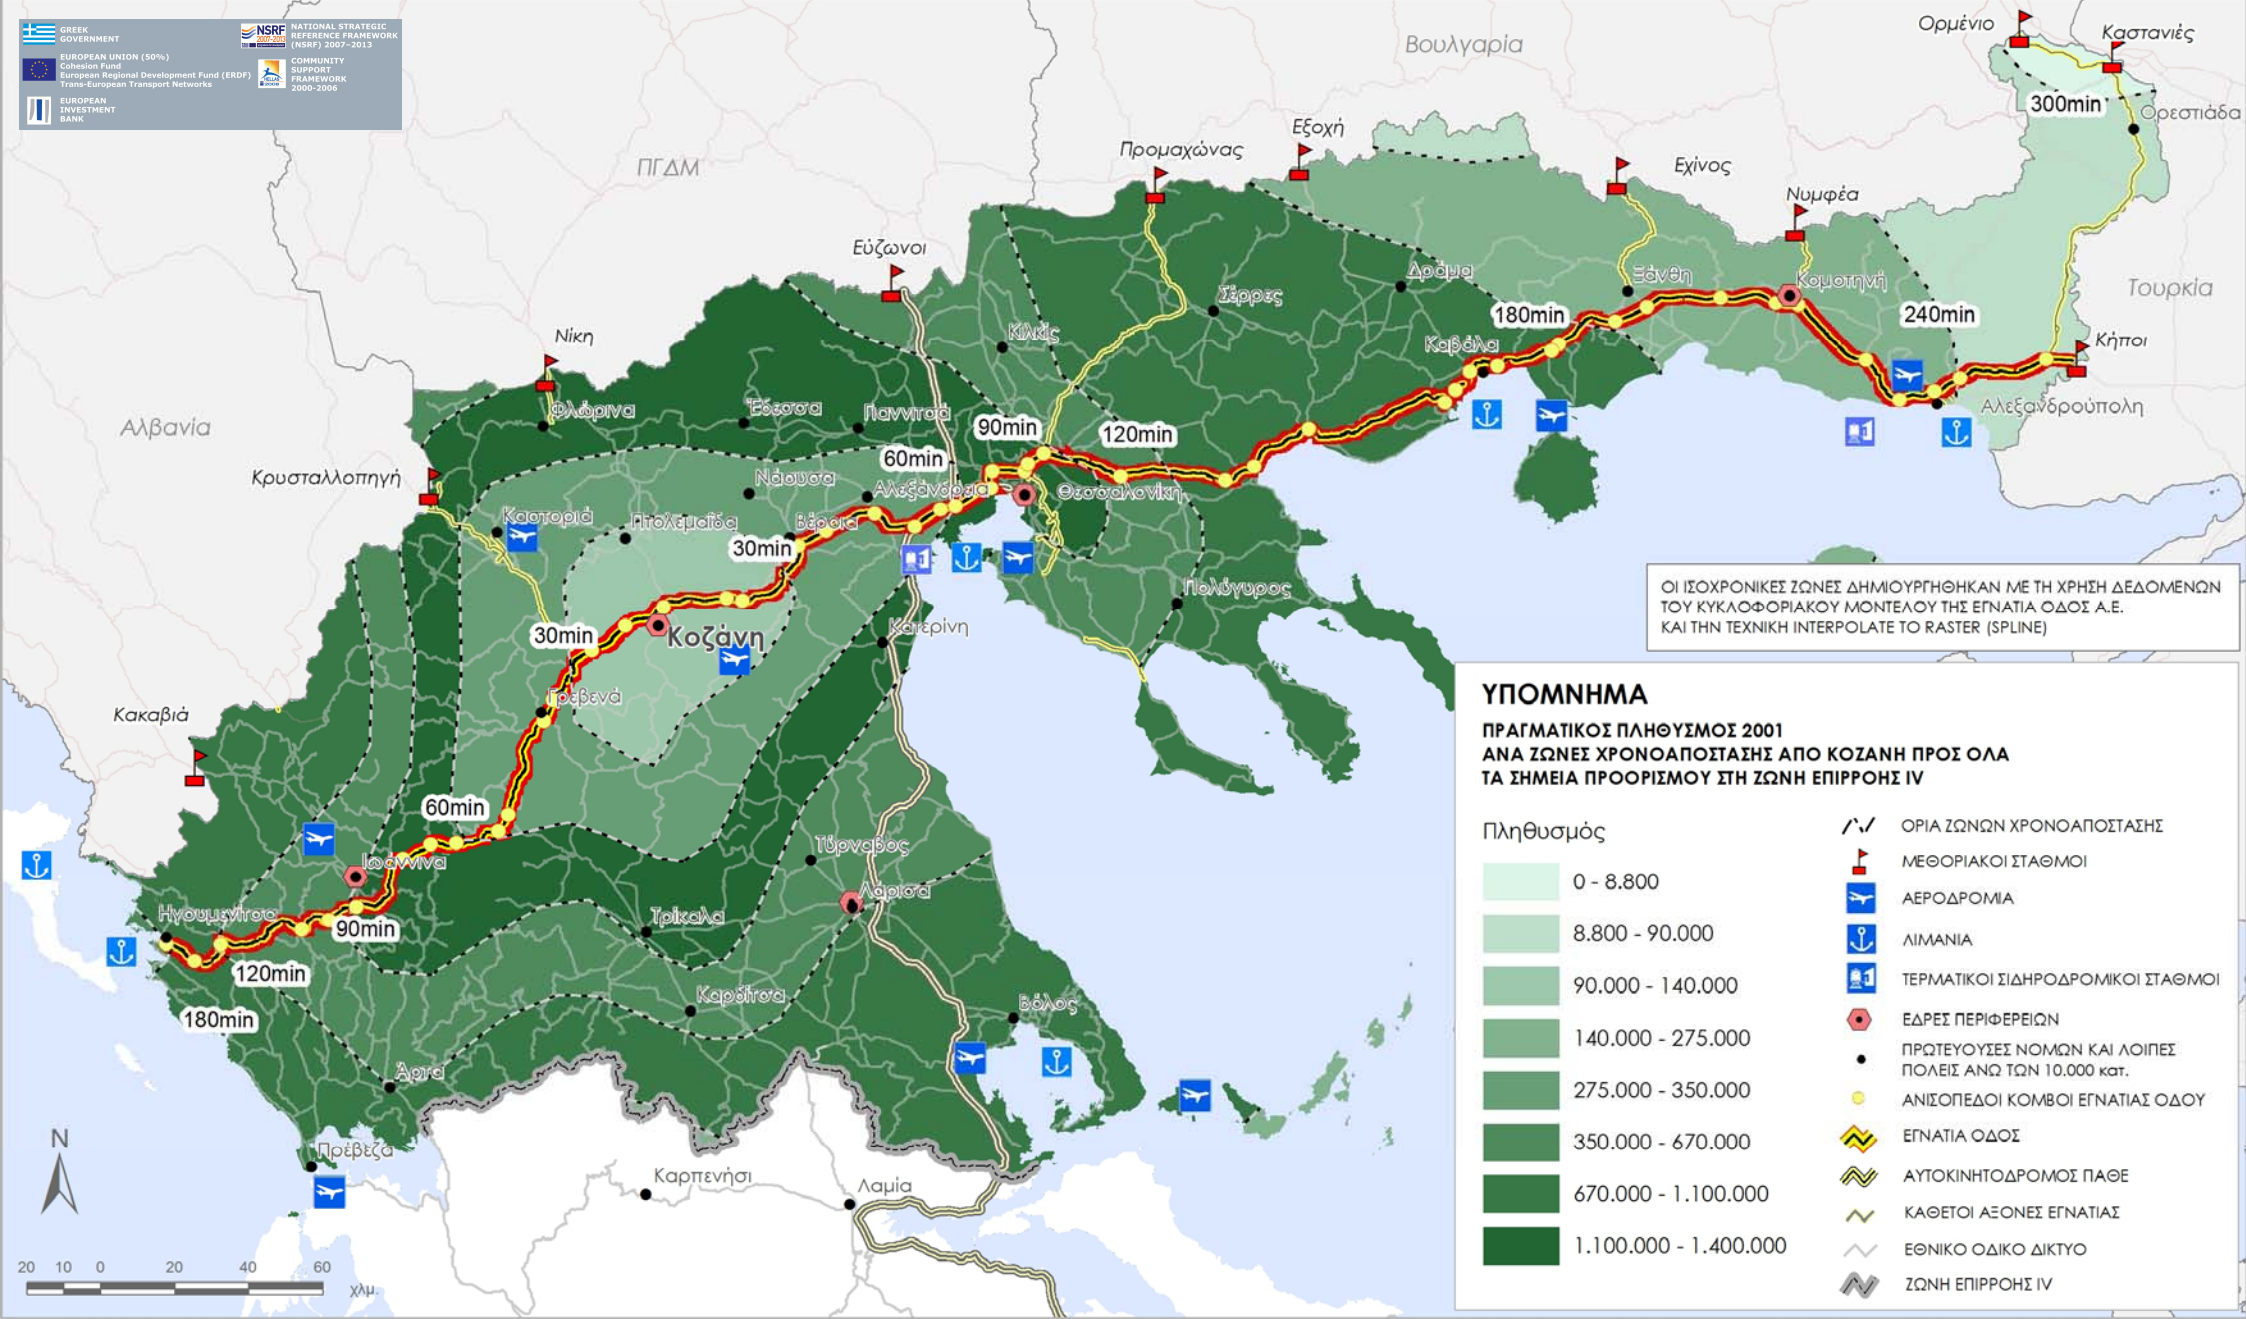 GREEK
GOVERNMENT
EUROPEAN UNION (50%)
Cohesion Fund
European Regional Development Fund (ERDF)
Trans-European Transport Networks
EUROPEAN
INVESTMENT
BANK
NSRF
2007-2013
NATIONAL STRATEGIC
REFERENCE FRAMEWORK
(NSRF) 2007–2013
COMMUNITY
SUPPORT
FRAMEWORK
2000-2006
Ορμένιο
Καστανιές
Βουλγαρία
300min
Ορεστιάδα
Εξοχή
Προμαχώνας
Εχίνος
ΠΓΔΜ
Νυμφέα
Εύζωνοι
Δράμα
Ξάνθη
Κομοτηνή
Τουρκία
Σέρρες
180min
240min
Νίκη
Κιλκίς
Καβάλα
Κήποι
Φλώρινα
Έδεσσα
Γιαννιτσά
Αλεξανδρούπολη
Αλβανία
90min
120min
60min
Κρυσταλλοπηγή
Νάουσα
Αλεξάνδρεια
Θεσσαλονίκη
Καστοριά
Πτολεμαΐδα
Βέροια
30min
Πολύγυρος
30min
Κοζάνη
Κατερίνη
Γρεβενά
Κακαβιά
60min
Τύρναβος
Ιωάννινα
Λάρισα
Ηγουμενίτσα
90min
Τρίκαλα
120min
Καρδίτσα
Βόλος
180min
Άρτα
Πρέβεζα
Καρπενήσι
Λαμία
N
20 10 0 20 40 60
χλμ.
ΟΙ ΙΣΟΧΡΟΝΙΚΕΣ ΖΩΝΕΣ ΔΗΜΙΟΥΡΓΗΘΗΚΑΝ ΜΕ ΤΗ ΧΡΗΣΗ ΔΕΔΟΜΕΝΩΝ
ΤΟΥ ΚΥΚΛΟΦΟΡΙΑΚΟΥ ΜΟΝΤΕΛΟΥ ΤΗΣ ΕΓΝΑΤΙΑ ΟΔΟΣ Α.Ε.
ΚΑΙ ΤΗΝ ΤΕΧΝΙΚΗ INTERPOLATE TO RASTER (SPLINE)
ΥΠΟΜΝΗΜΑ
ΠΡΑΓΜΑΤΙΚΟΣ ΠΛΗΘΥΣΜΟΣ 2001
ΑΝΑ ΖΩΝΕΣ ΧΡΟΝΟΑΠΟΣΤΑΣΗΣ ΑΠΟ ΚΟΖΑΝΗ ΠΡΟΣ ΟΛΑ
ΤΑ ΣΗΜΕΙΑ ΠΡΟΟΡΙΣΜΟΥ ΣΤΗ ΖΩΝΗ ΕΠΙΡΡΟΗΣ IV
Πληθυσμός
0 - 8.800
8.800 - 90.000
90.000 - 140.000
140.000 - 275.000
275.000 - 350.000
350.000 - 670.000
670.000 - 1.100.000
1.100.000 - 1.400.000
ΟΡΙΑ ΖΩΝΩΝ ΧΡΟΝΟΑΠΟΣΤΑΣΗΣ
ΜΕΘΟΡΙΑΚΟΙ ΣΤΑΘΜΟΙ
ΑΕΡΟΔΡΟΜΙΑ
ΛΙΜΑΝΙΑ
ΤΕΡΜΑΤΙΚΟΙ ΣΙΔΗΡΟΔΡΟΜΙΚΟΙ ΣΤΑΘΜΟΙ
ΕΔΡΕΣ ΠΕΡΙΦΕΡΕΙΩΝ
ΠΡΩΤΕΥΟΥΣΕΣ ΝΟΜΩΝ ΚΑΙ ΛΟΙΠΕΣ
ΠΟΛΕΙΣ ΑΝΩ ΤΩΝ 10.000 κατ.
ΑΝΙΣΟΠΕΔΟΙ ΚΟΜΒΟΙ ΕΓΝΑΤΙΑΣ ΟΔΟΥ
ΕΓΝΑΤΙΑ ΟΔΟΣ
ΑΥΤΟΚΙΝΗΤΟΔΡΟΜΟΣ ΠΑΘΕ
ΚΑΘΕΤΟΙ ΑΞΟΝΕΣ ΕΓΝΑΤΙΑΣ
ΕΘΝΙΚΟ ΟΔΙΚΟ ΔΙΚΤΥΟ
ΖΩΝΗ ΕΠΙΡΡΟΗΣ IV